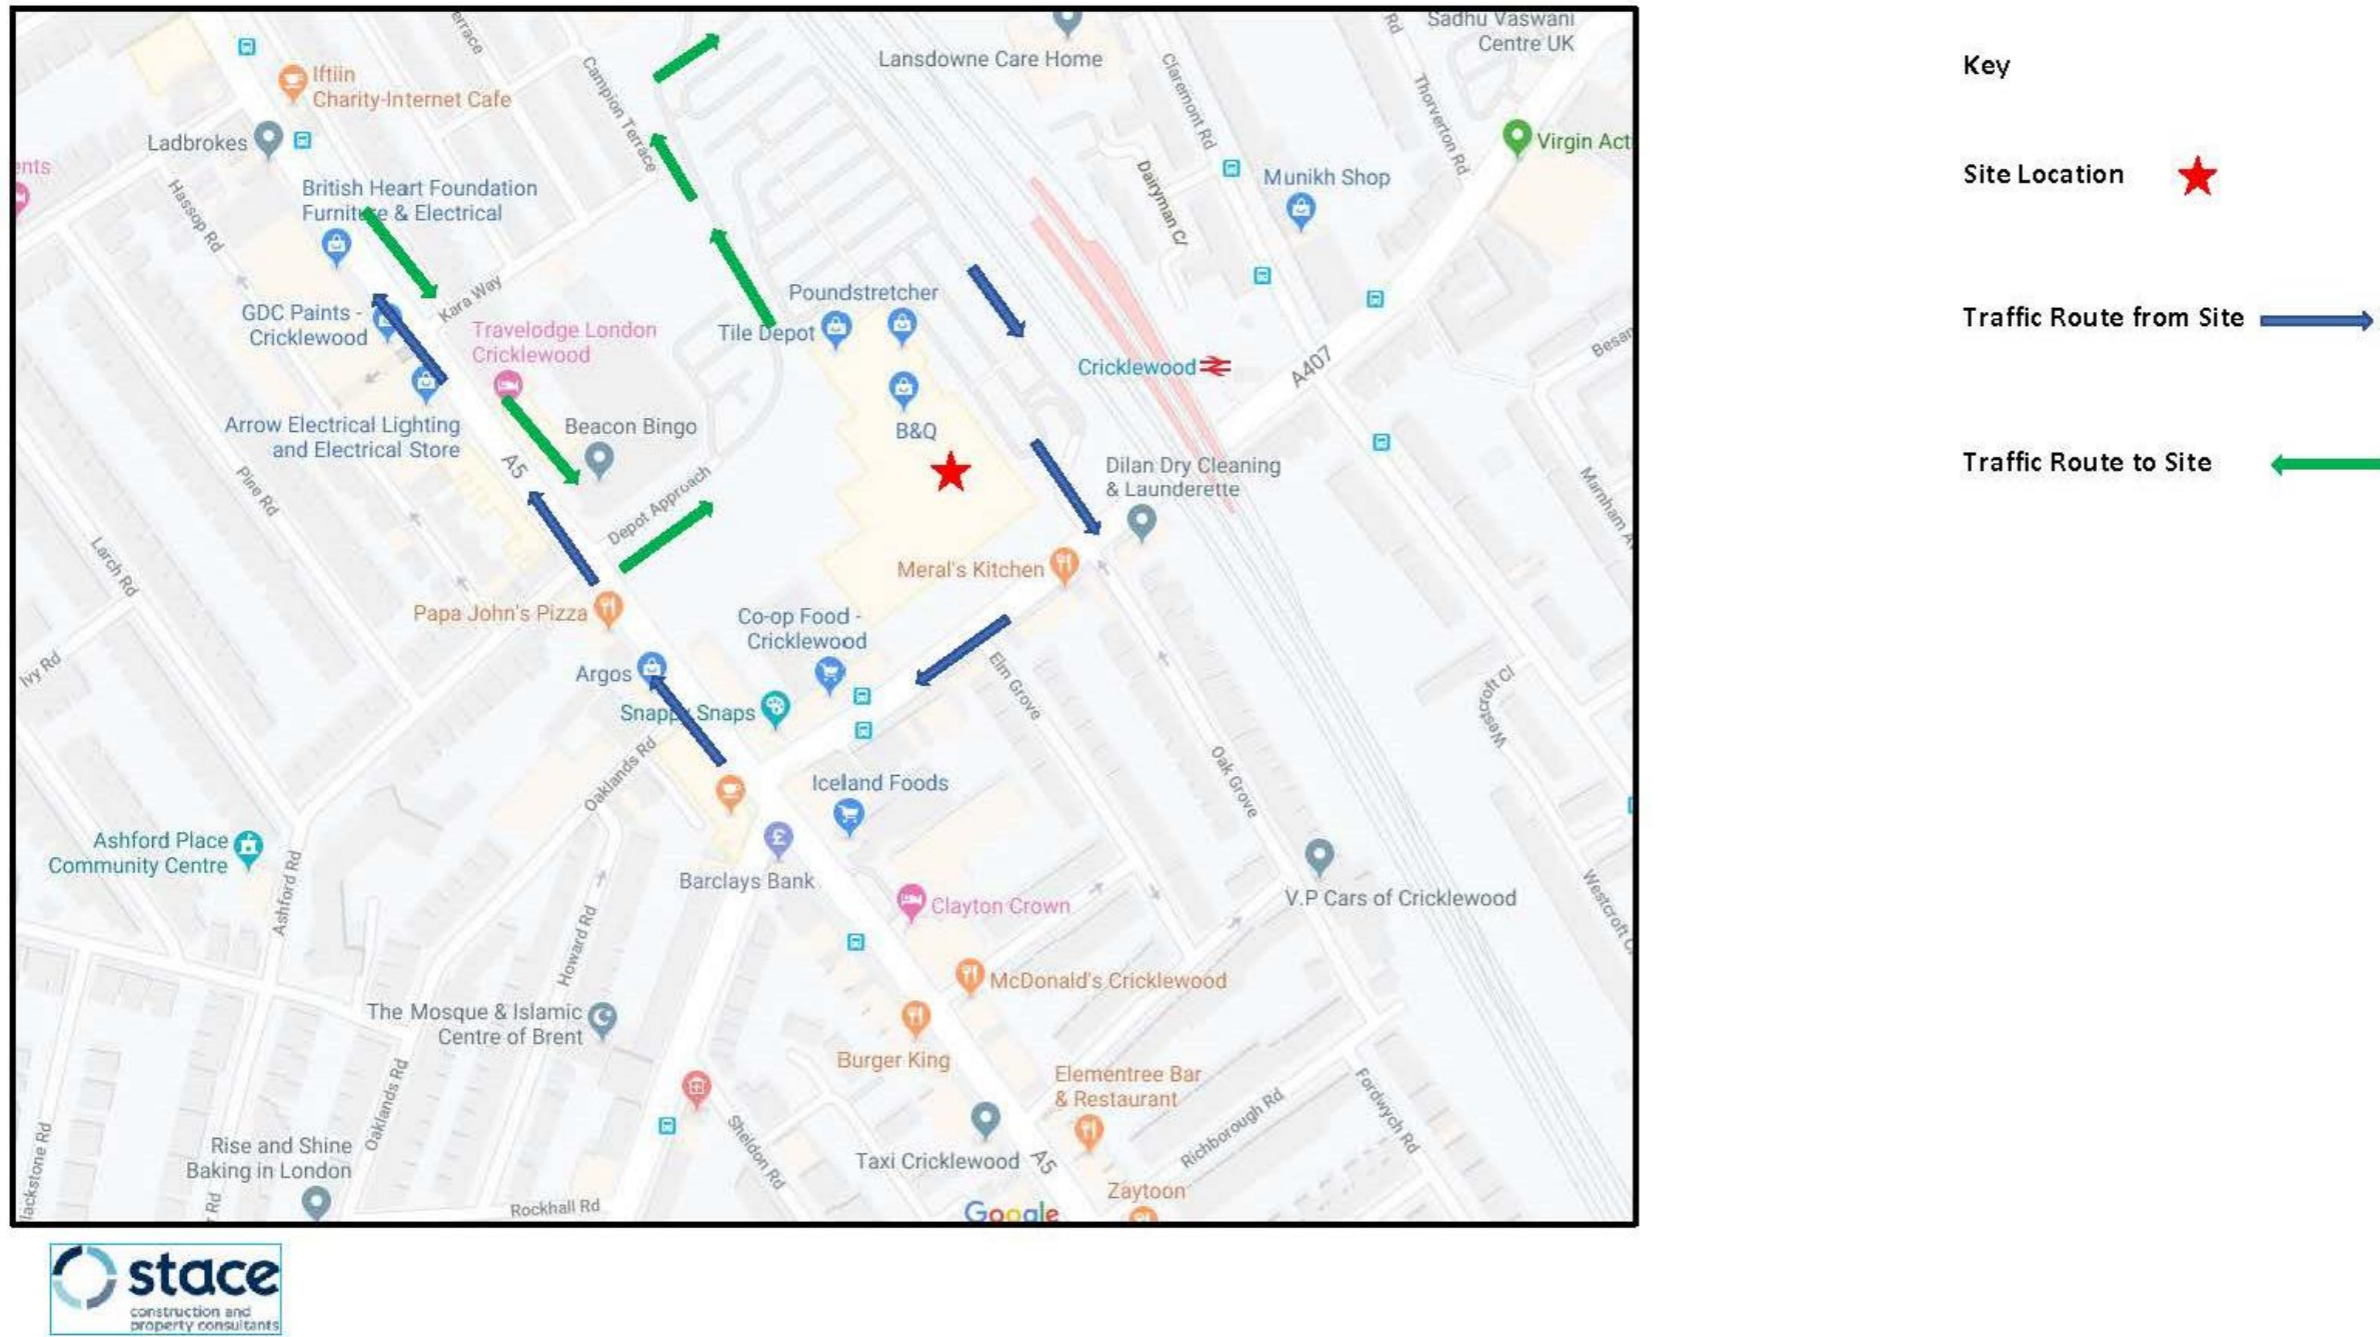 Sadhu Vaswani
Centre UK
Lansdowne Care Home
Iftiin
Charity-Internet Cafe
Campion Terrace
Claremont Rd
Thorverton Rd
Rd
Virgin Act
Ladbrokes
Munikh Shop
Dairyman Cl
British Heart Foundation
Furniture & Electrical
Hassop Rd
Kara Way
GDC Paints -
Cricklewood
Travelodge London
Cricklewood
Poundstretcher
Tile Depot
B&Q
Cricklewood
A407
Arrow Electrical Lighting
and Electrical Store
Beacon Bingo
A5
Depot Approach
Pine Rd
Larch Rd
Ivy Rd
Dilan Dry Cleaning
& Launderette
Marnham
Meral's Kitchen
Papa John's Pizza
Co-op Food -
Cricklewood
Argos
Snappy Snaps
Oaklands Rd
Elm Grove
Oak Grove
Westcroft Cl
Iceland Foods
Ashford Place
Community Centre
Ashford Rd
Barclays Bank
Clayton Crown
V.P Cars of Cricklewood
Westcroft
Howard Rd
McDonald's Cricklewood
The Mosque & Islamic
Centre of Brent
Burger King
Elementree Bar
& Restaurant
Oaklands Rd
Sheldon Rd
Richborough Rd
Fordwych Rd
Rise and Shine
Baking in London
Taxi Cricklewood
A5
Zaytoon
Rockhall Rd
Rd
Google
Key
Site Location
Traffic Route from Site
Traffic Route to Site
stace
construction and
property consultants